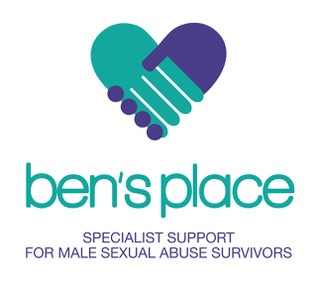 ben's place
SPECIALIST SUPPORT
FOR MALE SEXUAL ABUSE SURVIVORS